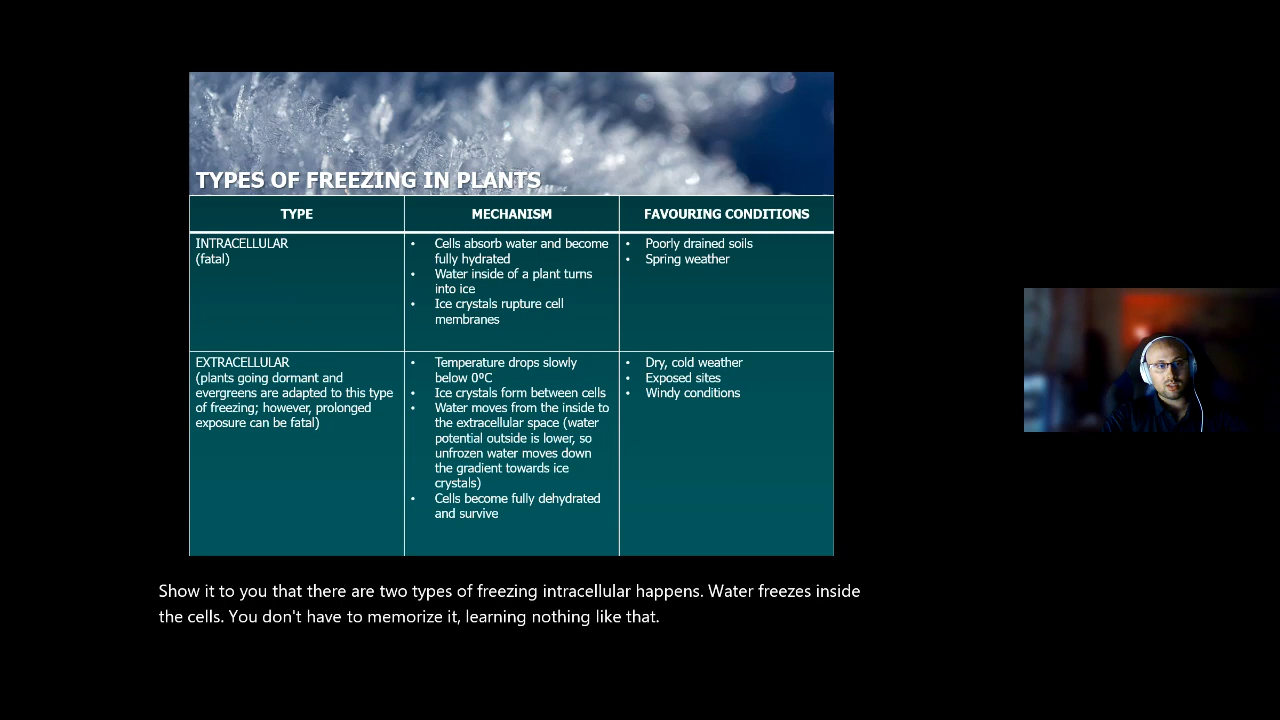 TYPES OF FREEZING IN PLANTS
TYPE
MECHANISM
FAVOURING CONDITIONS
INTRACELLULAR
(fatal)
• Cells absorb water and become
fully hydrated
• Water inside of a plant turns
into ice
• Ice crystals rupture cell
membranes
• Poorly drained soils
• Spring weather
EXTRACELLULAR
(plants going dormant and
evergreens are adapted to this type
of freezing; however, prolonged
exposure can be fatal)
• Temperature drops slowly
below 0ºC
• Ice crystals form between cells
• Water moves from the inside to
the extracellular space (water
potential outside is lower, so
unfrozen water moves down
the gradient towards ice
crystals)
• Cells become fully dehydrated
and survive
• Dry, cold weather
• Exposed sites
• Windy conditions
Show it to you that there are two types of freezing intracellular happens. Water freezes inside
the cells. You don't have to memorize it, learning nothing like that.